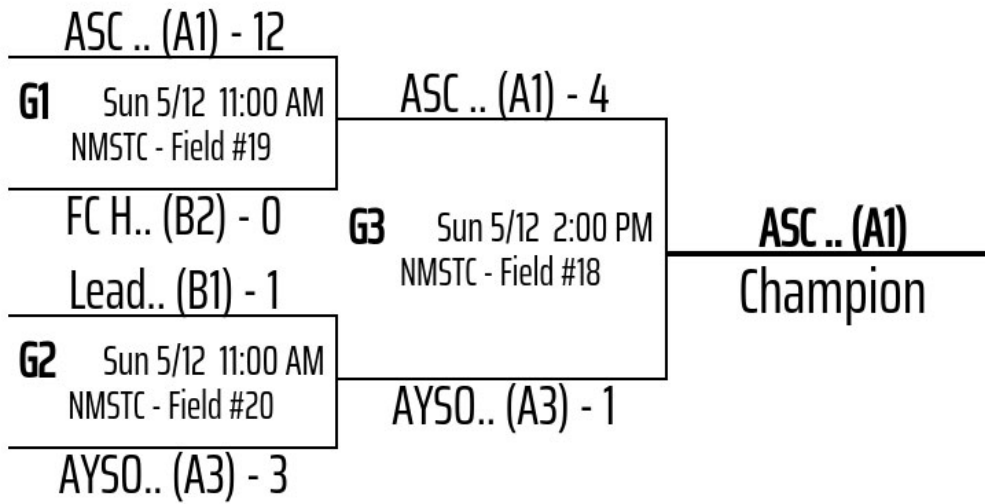 ASC .. (A1) - 12
G1 Sun 5/12 11:00 AM
NMSTC - Field #19
FC H.. (B2) - 0
Lead.. (B1) - 1
G2 Sun 5/12 11:00 AM
NMSTC - Field #20
AYSO.. (A3) - 3
ASC .. (A1) - 4
G3 Sun 5/12 2:00 PM
NMSTC - Field #18
AYSO.. (A3) - 1
ASC .. (A1)
Champion